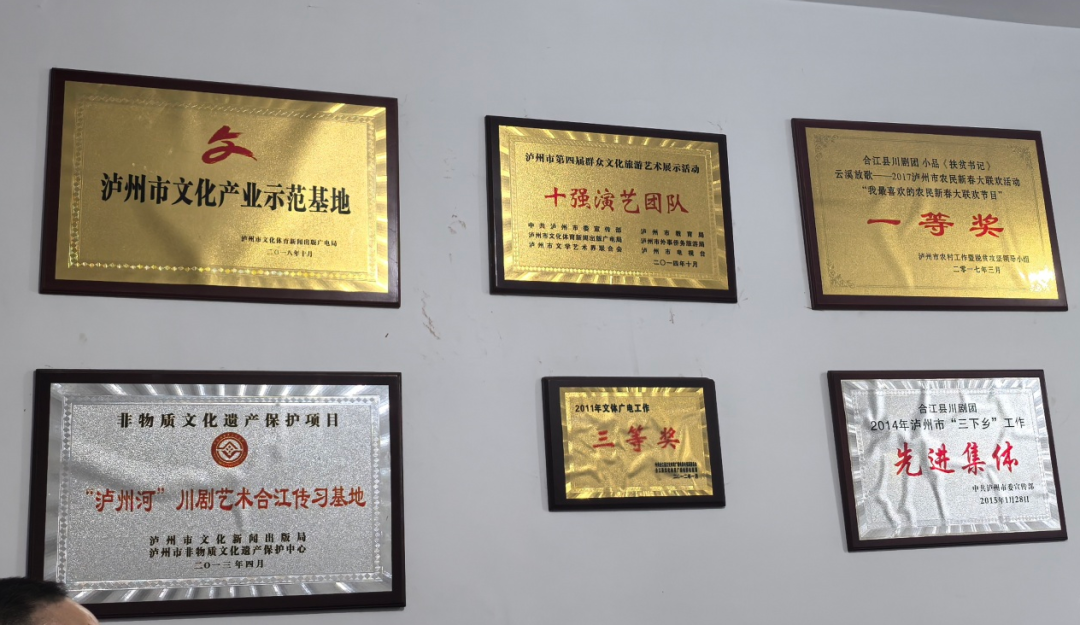 泸州市文化产业示范基地
泸州市文化体育新闻出版广电局
二〇一八年十月
泸州市第四届群众文化旅游艺术展示活动
十强演艺团队
中共泸州市委宣传部 泸州市教育局
泸州市文化体育新闻出版广电局 泸州市外事侨务旅游局
泸州市文学艺术界联合会 泸州市电视台
二〇一四年十月
合江县川剧团 小品《扶贫书记》
云溪放歌——2017泸州市农民新春大联欢活动
“我最喜欢的农民新春大联欢节目”
一等奖
泸州市农村工作暨脱贫攻坚领导小组
二零一七年三月
非物质文化遗产保护项目
“泸州河”川剧艺术合江传习基地
泸州市文化新闻出版局
泸州市非物质文化遗产保护中心
二〇一三年四月
2011年文体广电工作
三等奖
二〇一二年一月
合江县川剧团
2014年泸州市“三下乡”工作
先进集体
中共泸州市委宣传部
2015年1月28日